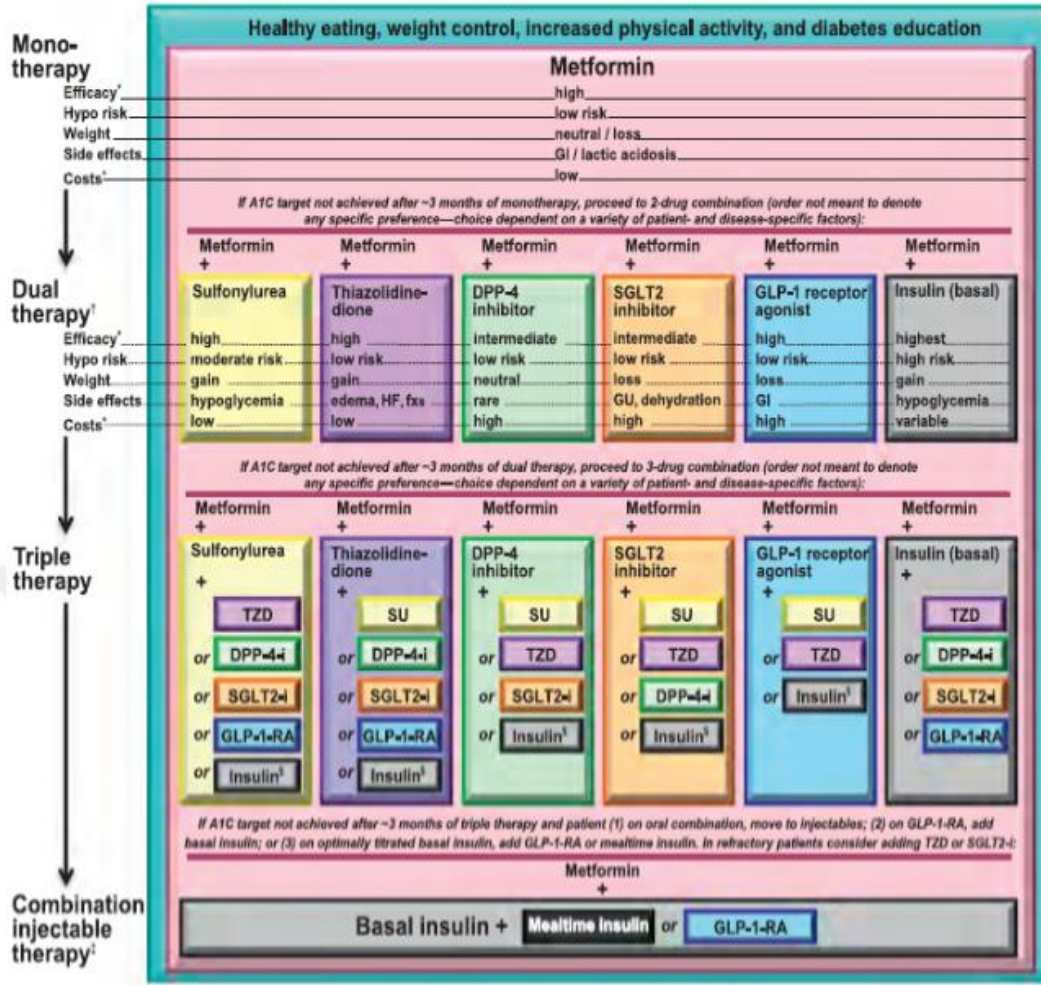 Healthy eating, weight control, increased physical activity, and diabetes education
Mono-
therapy
Metformin
Efficacy* high
Hypo risk low risk
Weight neutral / loss
Side effects GI / lactic acidosis
Costs* low
If A1C target not achieved after ~3 months of monotherapy, proceed to 2-drug combination (order not meant to denote
any specific preference—choice dependent on a variety of patient- and disease-specific factors):
Metformin Metformin Metformin Metformin Metformin Metformin
+ + + + + +
Dual
therapy†
Sulfonylurea
Thiazolidine-
dione
DPP-4
inhibitor
SGLT2
inhibitor
GLP-1 receptor
agonist
Insulin (basal)
Efficacy* high high intermediate intermediate high highest
Hypo risk moderate risk low risk low risk low risk low risk high risk
Weight gain gain neutral loss loss gain
Side effects hypoglycemia edema, HF, fxs rare GU, dehydration GI hypoglycemia
Costs* low low high high high variable
If A1C target not achieved after ~3 months of dual therapy, proceed to 3-drug combination (order not meant to denote
any specific preference—choice dependent on a variety of patient- and disease-specific factors):
Metformin Metformin Metformin Metformin Metformin Metformin
+ + + + + +
Triple
therapy
Sulfonylurea
+
TZD
or DPP-4-i
or SGLT2-i
or GLP-1-RA
or Insulin§
Thiazolidine-
dione
+
SU
or DPP-4-i
or SGLT2-i
or GLP-1-RA
or Insulin§
DPP-4
inhibitor
+
SU
or TZD
or SGLT2-i
or Insulin§
SGLT2
inhibitor
+
SU
or TZD
or DPP-4-i
or Insulin§
GLP-1 receptor
agonist
+
SU
or TZD
or Insulin§
Insulin (basal)
+
TZD
or DPP-4-i
or SGLT2-i
or GLP-1-RA
If A1C target not achieved after ~3 months of triple therapy and patient (1) on oral combination, move to injectables; (2) on GLP-1-RA, add
basal insulin; or (3) on optimally titrated basal insulin, add GLP-1-RA or mealtime insulin. In refractory patients consider adding TZD or SGLT2-i:
Metformin
+
Combination
injectable
therapy‡
Basal insulin + Mealtime Insulin or GLP-1-RA